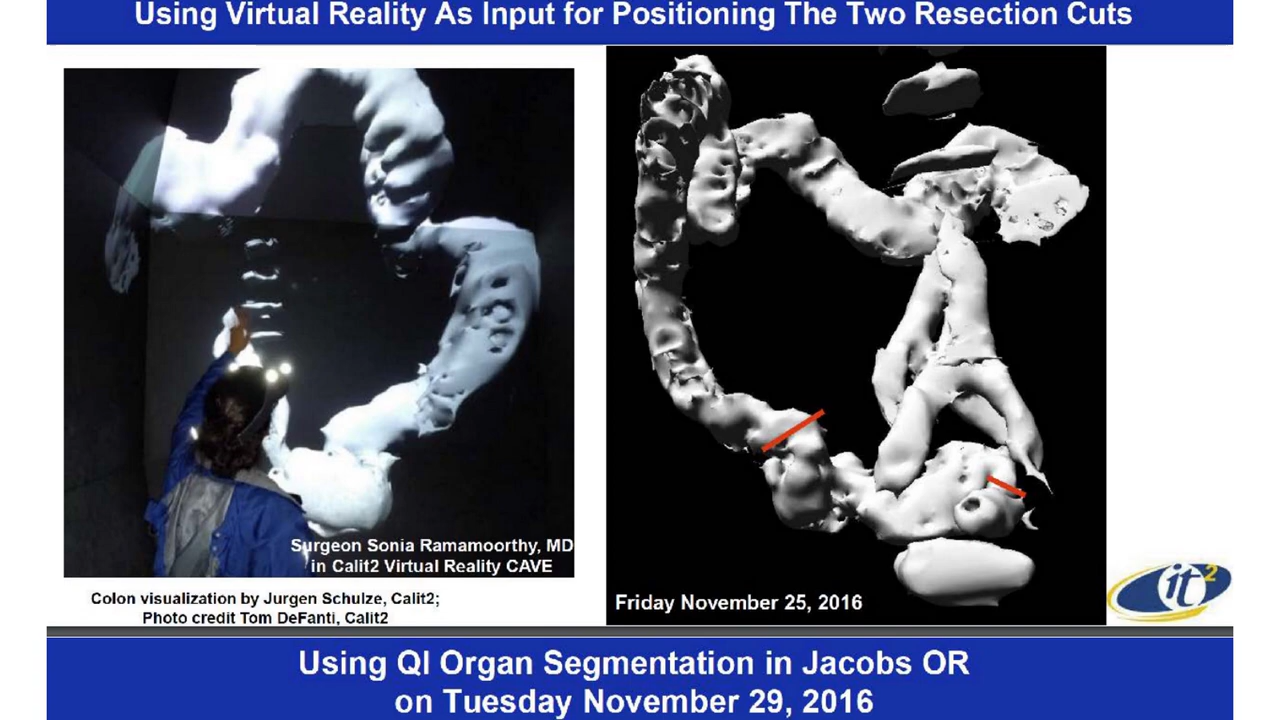 Using Virtual Reality As Input for Positioning The Two Resection Cuts
Surgeon Sonia Ramamoorthy, MD
in Calit2 Virtual Reality CAVE
Colon visualization by Jurgen Schulze, Calit2;
Photo credit Tom DeFanti, Calit2
Friday November 25, 2016
it2
Using QI Organ Segmentation in Jacobs OR
on Tuesday November 29, 2016